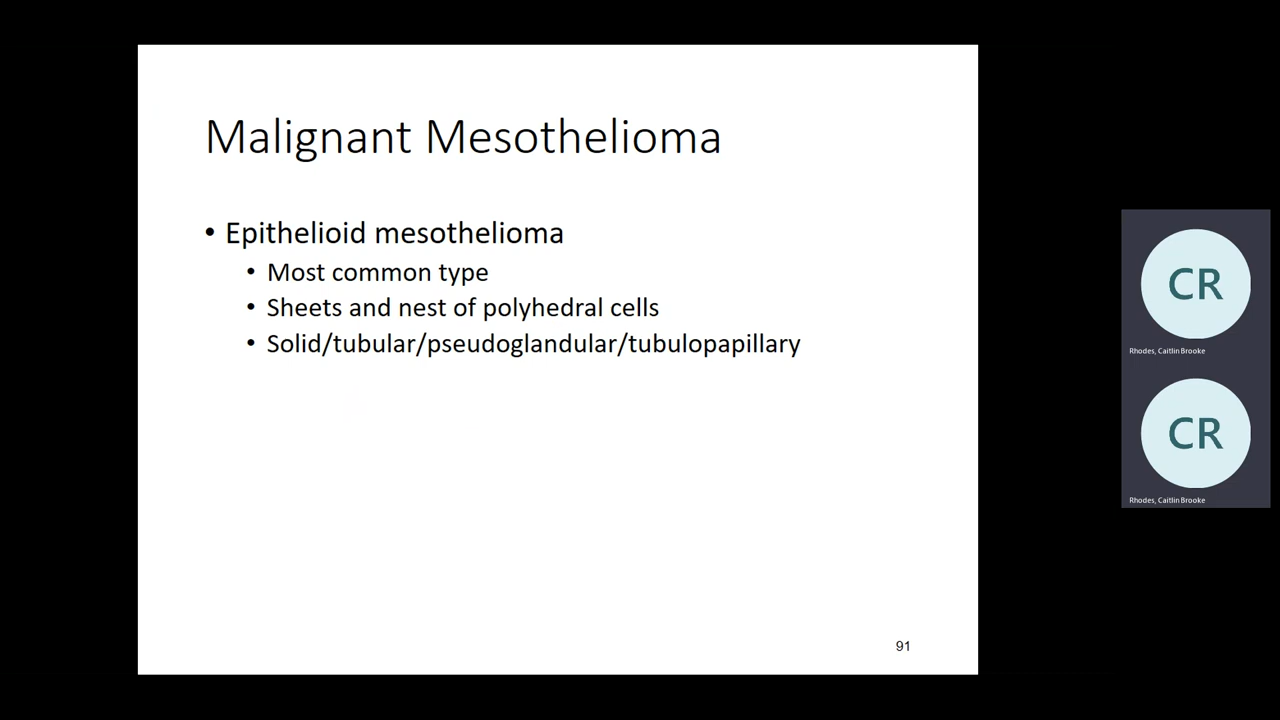 Malignant Mesothelioma
• Epithelioid mesothelioma
• Most common type
• Sheets and nest of polyhedral cells
• Solid/tubular/pseudoglandular/tubulopapillary
91
CR
Rhodes, Caitlin Brooke
CR
Rhodes, Caitlin Brooke